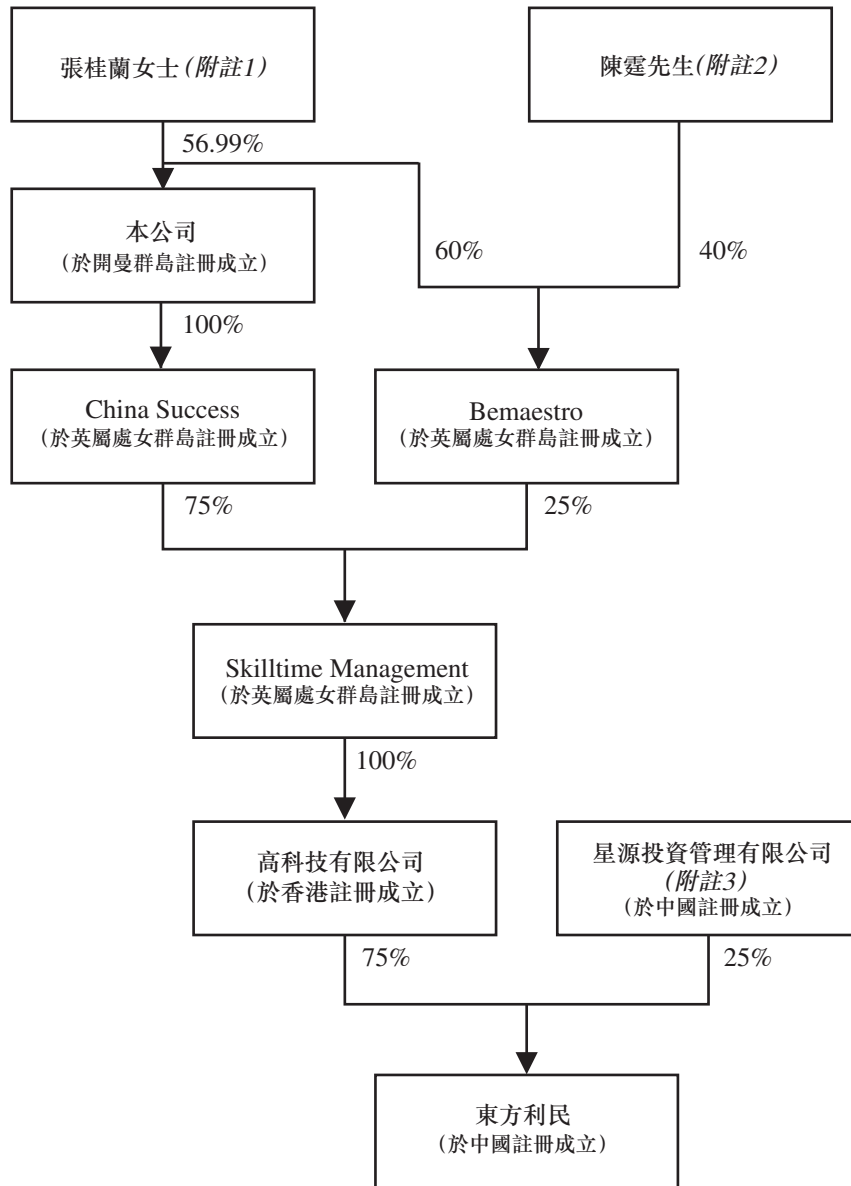 張桂蘭女士(附註1)
陳霆先生(附註2)
56.99%
本公司
(於開曼群島註冊成立)
60%
40%
100%
China Success
(於英屬處女群島註冊成立)
Bemaestro
(於英屬處女群島註冊成立)
75%
25%
Skilltime Management
(於英屬處女群島註冊成立)
100%
高科技有限公司
(於香港註冊成立)
星源投資管理有限公司
(附註3)
(於中國註冊成立)
75%
25%
東方利民
(於中國註冊成立)